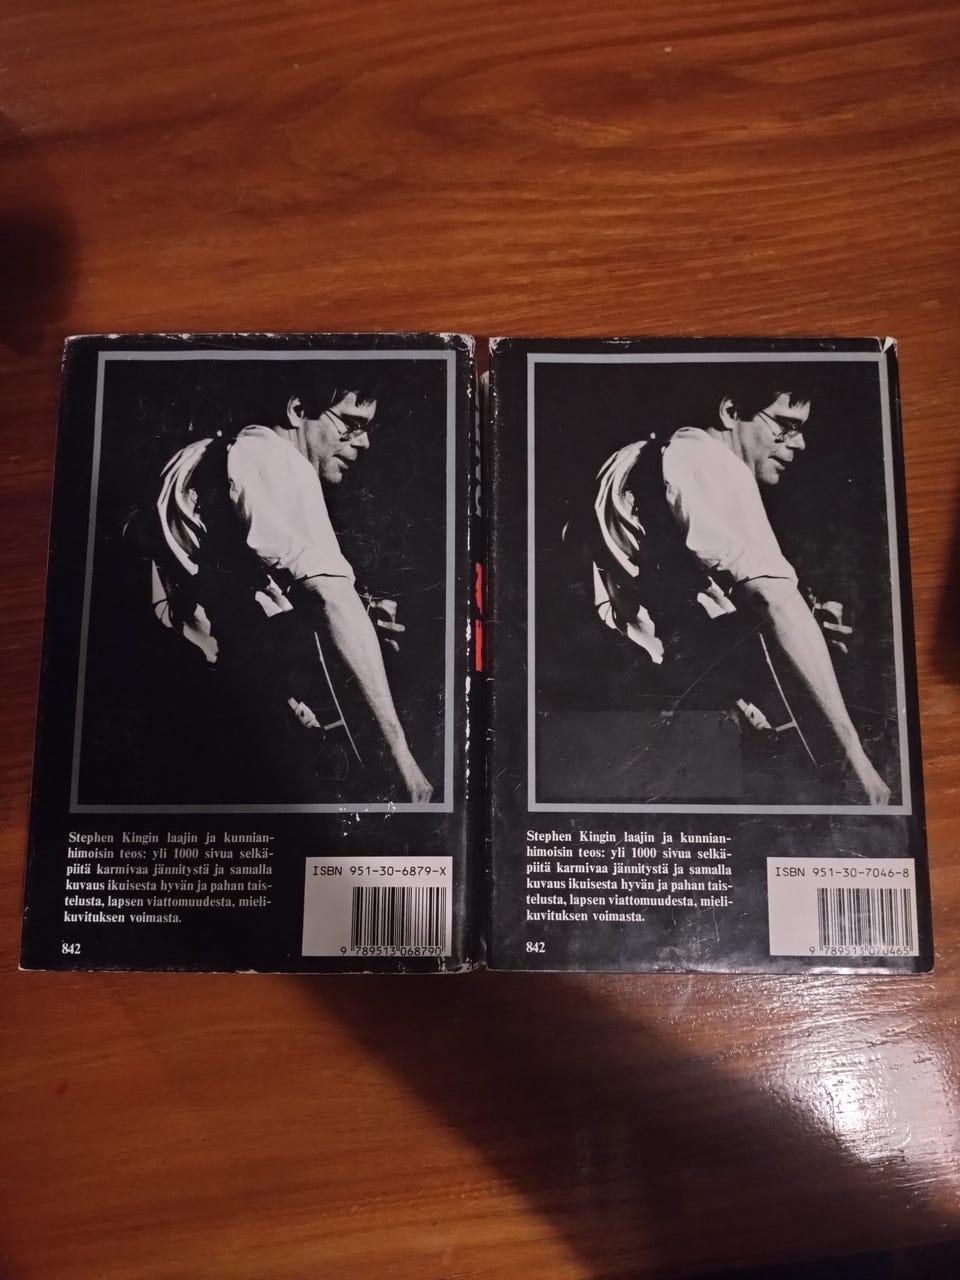 Stephen Kingin laajin ja kunnian-
himoisin teos: yli 1000 sivua selkä-
piitä karmivaa jännitystä ja samalla
kuvaus ikuisesta hyvän ja pahan tais-
telusta, lapsen viattomuudesta, mieli-
kuvituksen voimasta.
842
ISBN 951-30-6879-X
9 789513 068790
Stephen Kingin laajin ja kunnian-
himoisin teos: yli 1000 sivua selkä-
piitä karmivaa jännitystä ja samalla
kuvaus ikuisesta hyvän ja pahan tais-
telusta, lapsen viattomuudesta, mieli-
kuvituksen voimasta.
842
ISBN 951-30-7046-8
9 789513 070465